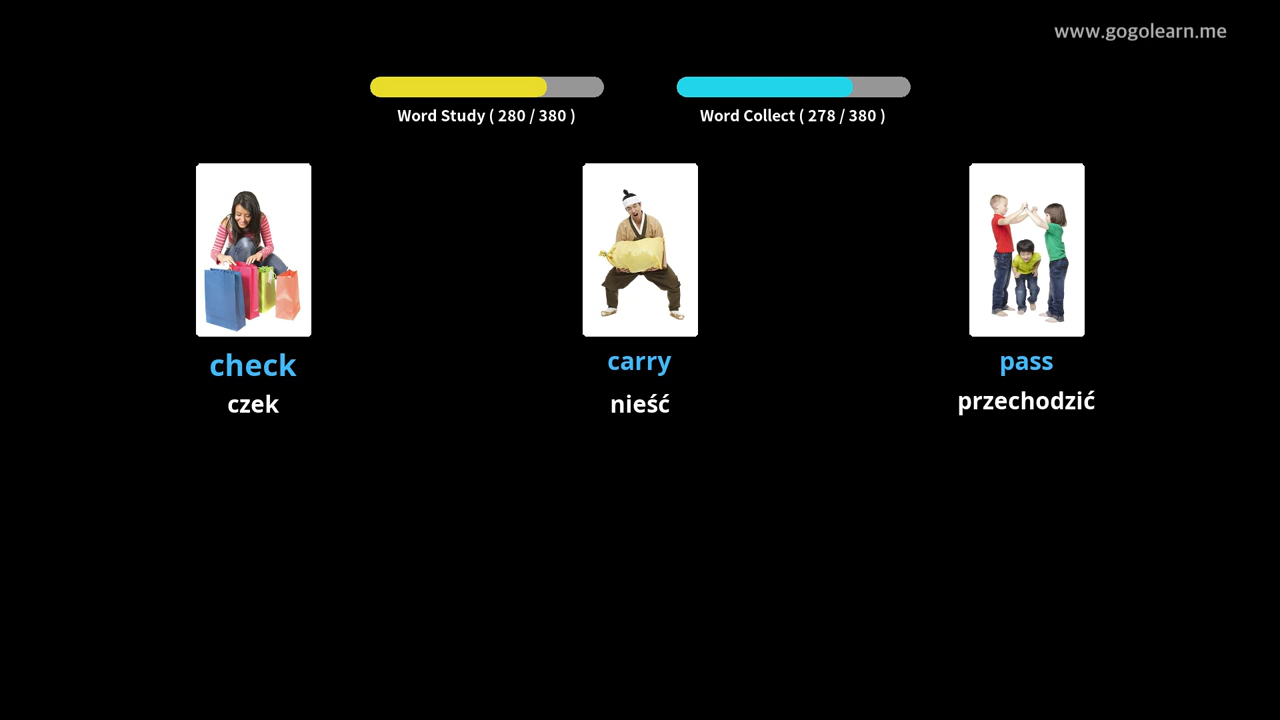 www.gogolearn.me
Word Study ( 280 / 380 )
Word Collect ( 278 / 380 )
check
carry
pass
czek
nieść
przechodzić